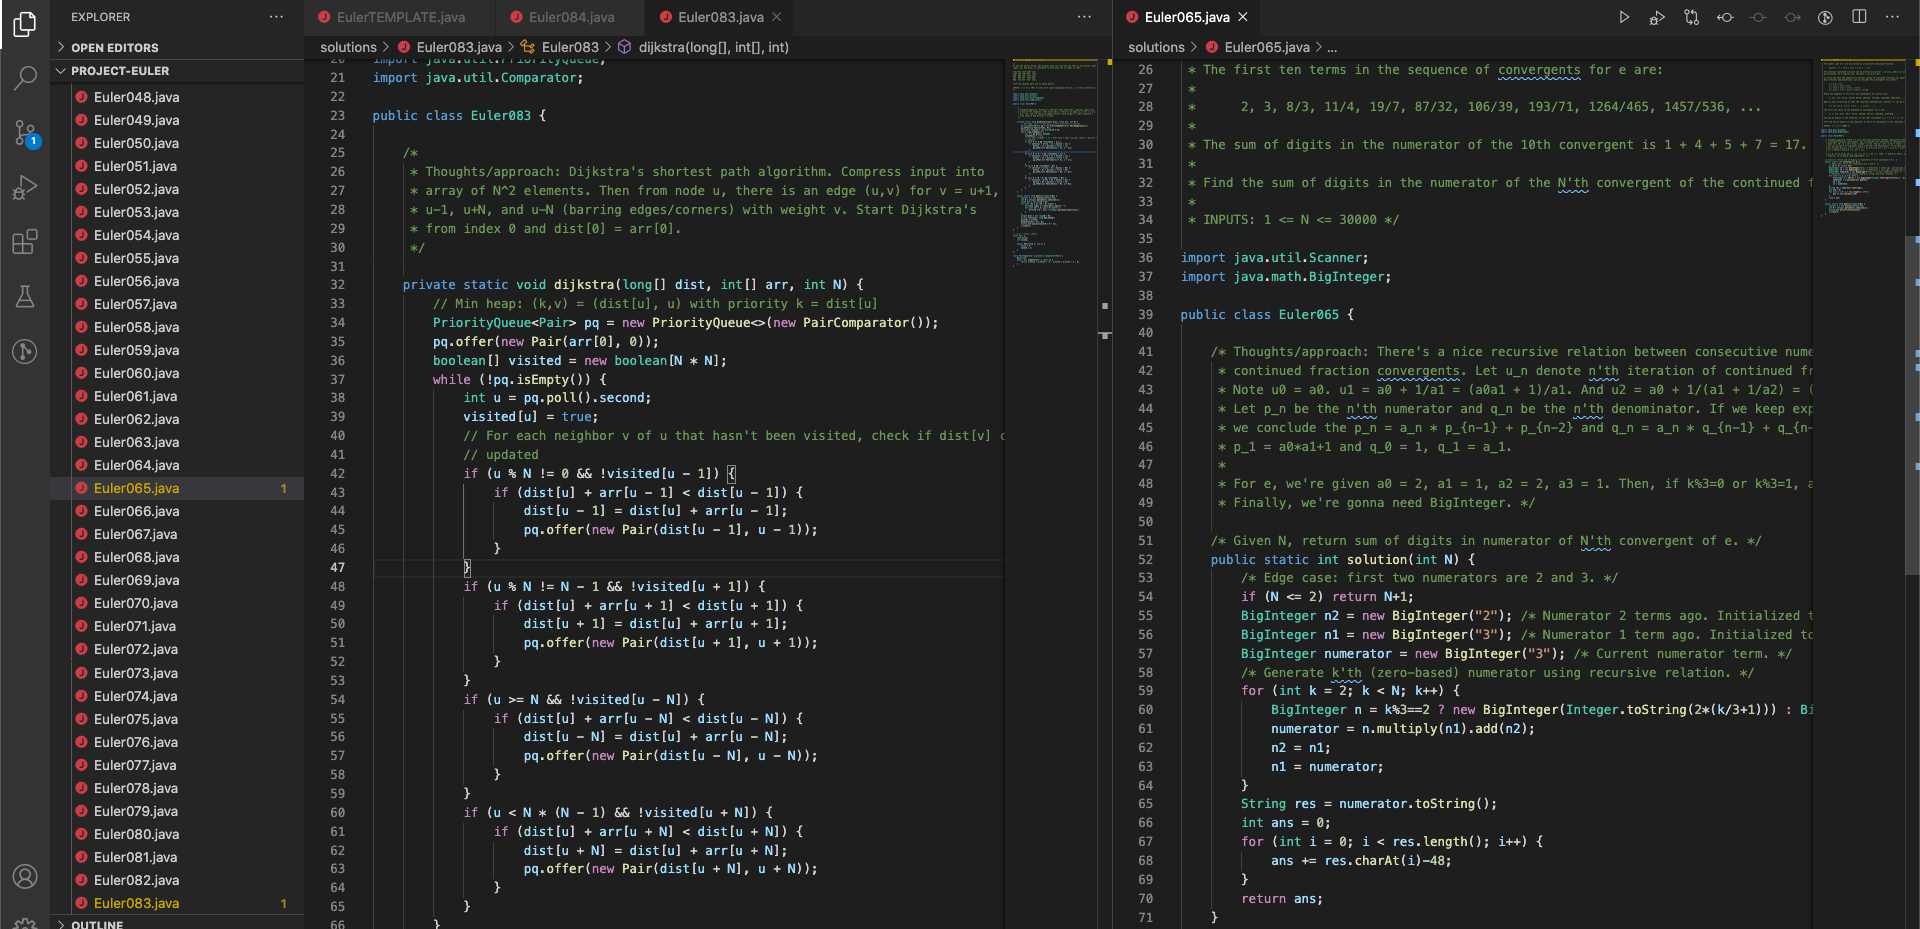 EXPLORER
OPEN EDITORS
PROJECT-EULER
Euler048.java
Euler049.java
Euler050.java
Euler051.java
Euler052.java
Euler053.java
Euler054.java
Euler055.java
Euler056.java
Euler057.java
Euler058.java
Euler059.java
Euler060.java
Euler061.java
Euler062.java
Euler063.java
Euler064.java
Euler065.java 1
Euler066.java
Euler067.java
Euler068.java
Euler069.java
Euler070.java
Euler071.java
Euler072.java
Euler073.java
Euler074.java
Euler075.java
Euler076.java
Euler077.java
Euler078.java
Euler079.java
Euler080.java
Euler081.java
Euler082.java
Euler083.java 1
OUTLINE
1
EulerTEMPLATE.java Euler084.java Euler083.java
solutions > Euler083.java > Euler083 > dijkstra(long[], int[], int)
20 import java.util.PriorityQueue;
21 import java.util.Comparator;
22
23 public class Euler083 {
24
25 /*
26 * Thoughts/approach: Dijkstra's shortest path algorithm. Compress input into
27 * array of N^2 elements. Then from node u, there is an edge (u,v) for v = u+1,
28 * u-1, u+N, and u-N (barring edges/corners) with weight v. Start Dijkstra's
29 * from index 0 and dist[0] = arr[0].
30 */
31
32 private static void dijkstra(long[] dist, int[] arr, int N) {
33 // Min heap: (k,v) = (dist[u], u) with priority k = dist[u]
34 PriorityQueue<Pair> pq = new PriorityQueue<>(new PairComparator());
35 pq.offer(new Pair(arr[0], 0));
36 boolean[] visited = new boolean[N * N];
37 while (!pq.isEmpty()) {
38 int u = pq.poll().second;
39 visited[u] = true;
40 // For each neighbor v of u that hasn't been visited, check if dist[v]
41 // updated
42 if (u % N != 0 && !visited[u - 1]) {
43 if (dist[u] + arr[u - 1] < dist[u - 1]) {
44 dist[u - 1] = dist[u] + arr[u - 1];
45 pq.offer(new Pair(dist[u - 1], u - 1));
46 }
47 }
48 if (u % N != N - 1 && !visited[u + 1]) {
49 if (dist[u] + arr[u + 1] < dist[u + 1]) {
50 dist[u + 1] = dist[u] + arr[u + 1];
51 pq.offer(new Pair(dist[u + 1], u + 1));
52 }
53 }
54 if (u >= N && !visited[u - N]) {
55 if (dist[u] + arr[u - N] < dist[u - N]) {
56 dist[u - N] = dist[u] + arr[u - N];
57 pq.offer(new Pair(dist[u - N], u - N));
58 }
59 }
60 if (u < N * (N - 1) && !visited[u + N]) {
61 if (dist[u] + arr[u + N] < dist[u + N]) {
62 dist[u + N] = dist[u] + arr[u + N];
63 pq.offer(new Pair(dist[u + N], u + N));
64 }
65 }
66 }
Euler065.java
solutions > Euler065.java > ...
26 * The first ten terms in the sequence of convergents for e are:
27 *
28 * 2, 3, 8/3, 11/4, 19/7, 87/32, 106/39, 193/71, 1264/465, 1457/536, ...
29 *
30 * The sum of digits in the numerator of the 10th convergent is 1 + 4 + 5 + 7 = 17.
31 *
32 * Find the sum of digits in the numerator of the N'th convergent of the continued f
33 *
34 * INPUTS: 1 <= N <= 30000 */
35
36 import java.util.Scanner;
37 import java.math.BigInteger;
38
39 public class Euler065 {
40
41 /* Thoughts/approach: There's a nice recursive relation between consecutive nume
42 * continued fraction convergents. Let u_n denote n'th iteration of continued fr
43 * Note u0 = a0. u1 = a0 + 1/a1 = (a0a1 + 1)/a1. And u2 = a0 + 1/(a1 + 1/a2) = (
44 * Let p_n be the n'th numerator and q_n be the n'th denominator. If we keep exp
45 * we conclude the p_n = a_n * p_{n-1} + p_{n-2} and q_n = a_n * q_{n-1} + q_{n-
46 * p_1 = a0*a1+1 and q_0 = 1, q_1 = a_1.
47 *
48 * For e, we're given a0 = 2, a1 = 1, a2 = 2, a3 = 1. Then, if k%3=0 or k%3=1, a
49 * Finally, we're gonna need BigInteger. */
50
51 /* Given N, return sum of digits in numerator of N'th convergent of e. */
52 public static int solution(int N) {
53 /* Edge case: first two numerators are 2 and 3. */
54 if (N <= 2) return N+1;
55 BigInteger n2 = new BigInteger("2"); /* Numerator 2 terms ago. Initialized t
56 BigInteger n1 = new BigInteger("3"); /* Numerator 1 term ago. Initialized to
57 BigInteger numerator = new BigInteger("3"); /* Current numerator term. */
58 /* Generate k'th (zero-based) numerator using recursive relation. */
59 for (int k = 2; k < N; k++) {
60 BigInteger n = k%3==2 ? new BigInteger(Integer.toString(2*(k/3+1))) : Bi
61 numerator = n.multiply(n1).add(n2);
62 n2 = n1;
63 n1 = numerator;
64 }
65 String res = numerator.toString();
66 int ans = 0;
67 for (int i = 0; i < res.length(); i++) {
68 ans += res.charAt(i)-48;
69 }
70 return ans;
71 }